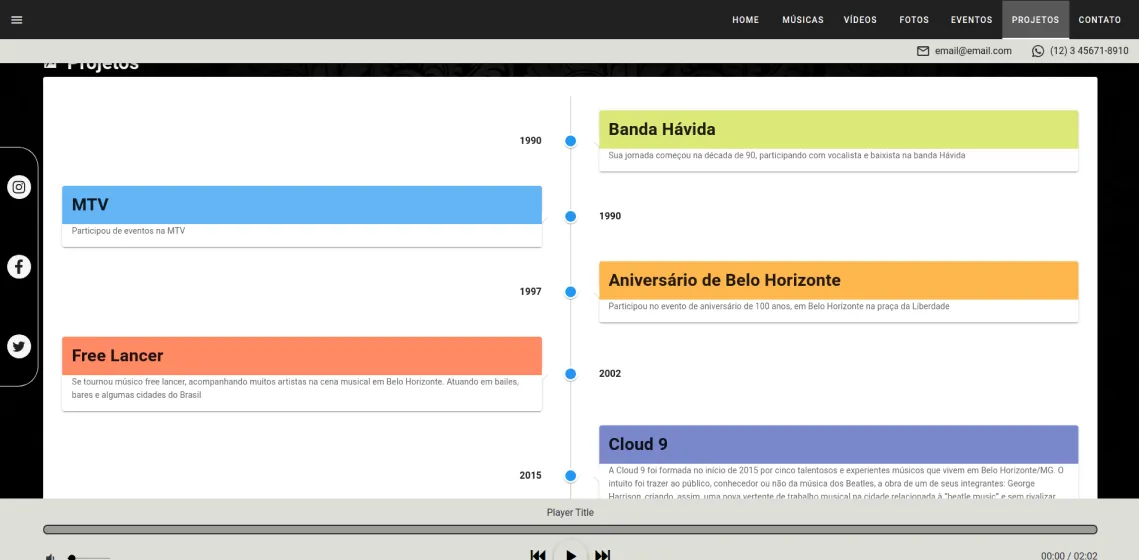 HOME MÚSICAS VÍDEOS FOTOS EVENTOS PROJETOS CONTATO
email@email.com (12) 3 45671-8910
Projetos
1990
Banda Hávida
Sua jornada começou na década de 90, participando com vocalista e baixista na banda Hávida
MTV
Participou de eventos na MTV
1990
1997
Aniversário de Belo Horizonte
Participou no evento de aniversário de 100 anos, em Belo Horizonte na praça da Liberdade
Free Lancer
Se tournou músico free lancer, acompanhando muitos artistas na cena musical em Belo Horizonte. Atuando em bailes,
bares e algumas cidades do Brasil
2002
2015
Cloud 9
A Cloud 9 foi formada no início de 2015 por cinco talentosos e experientes músicos que vivem em Belo Horizonte/MG. O
intuito foi trazer ao público, conhecedor ou não da música dos Beatles, a obra de um de seus integrantes: George
Harrison, criando, assim, uma nova vertente de trabalho musical na cidade relacionada à "beatle music" e sem rivalizar
Player Title
00:00 / 02:02